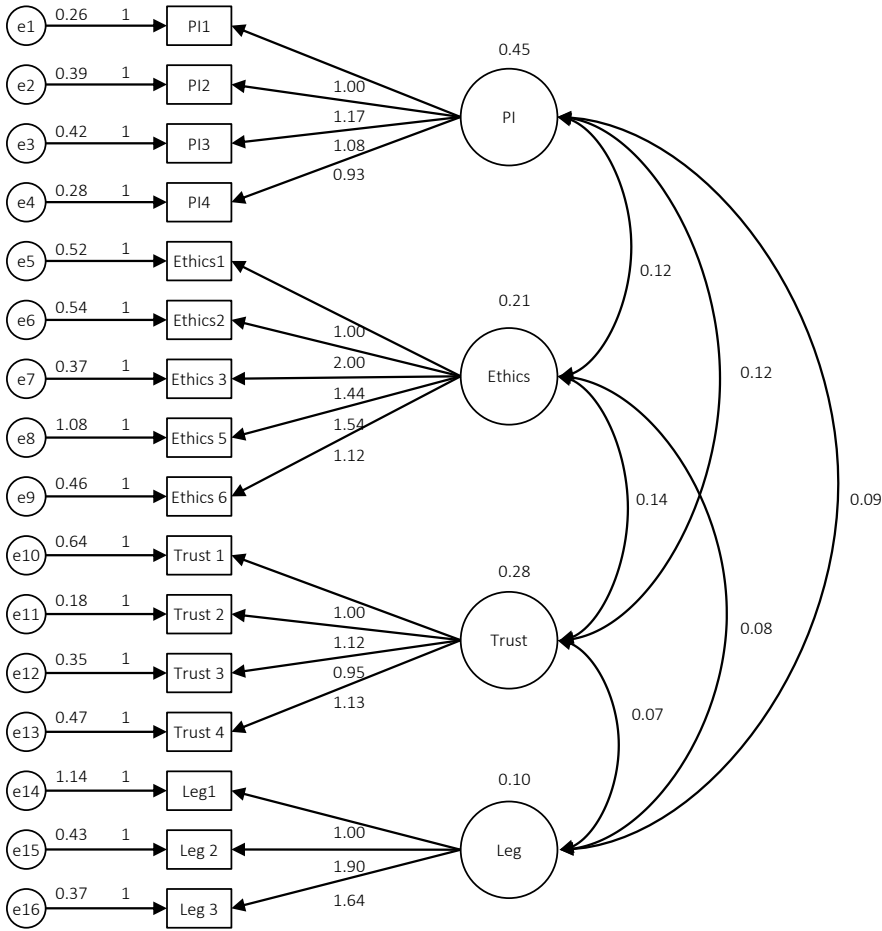 e1 0.26 1 PI1
0.45
e2 0.39 1 PI2 1.00
PI
1.17
e3 0.42 1 PI3 1.08
0.93
e4 0.28 1 PI4
e5 0.52 1 Ethics1
0.12
0.21
e6 0.54 1 Ethics2 1.00
2.00
e7 0.37 1 Ethics 3 Ethics 0.12
1.44
1.54
e8 1.08 1 Ethics 5
1.12
e9 0.46 1 Ethics 6 0.14 0.09
e10 0.64 1 Trust 1
0.28
e11 0.18 1 Trust 2 1.00
0.08
1.12 Trust
e12 0.35 1 Trust 3 0.95
1.13
0.07
e13 0.47 1 Trust 4
0.10
e14 1.14 1 Leg1
1.00
e15 0.43 1 Leg 2 Leg
1.90
e16 0.37 1 Leg 3 1.64